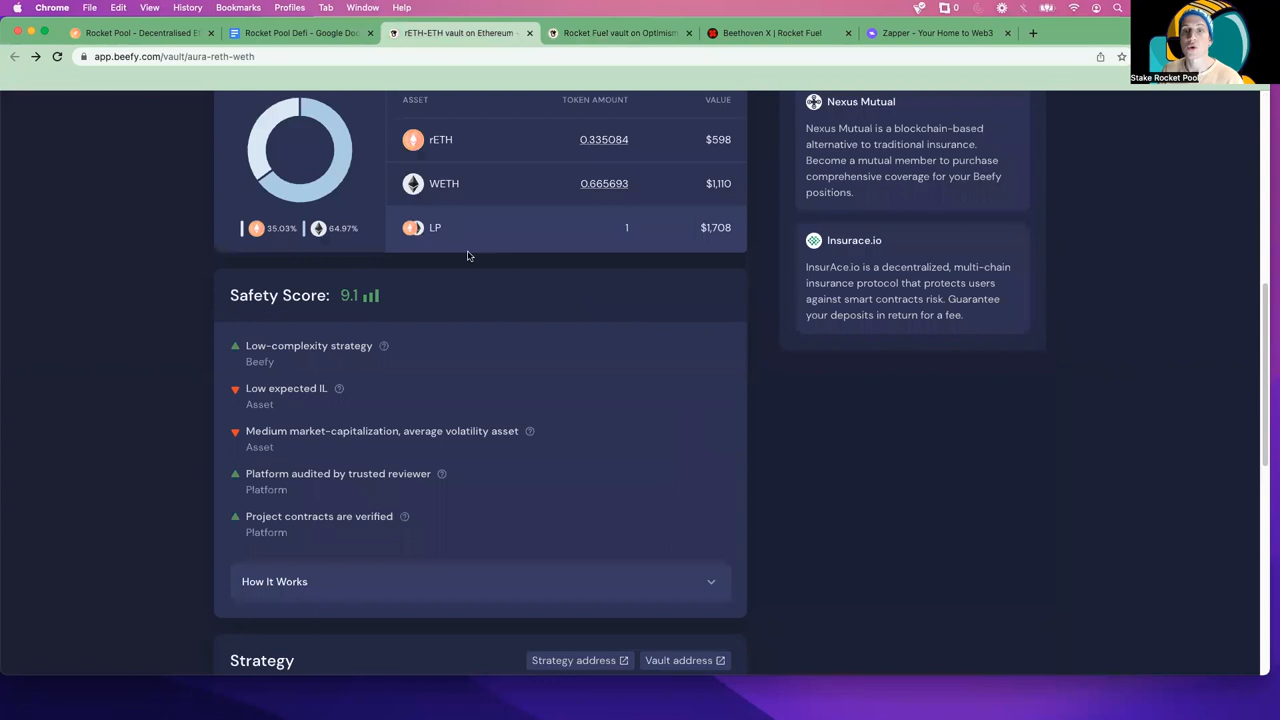 Chrome File Edit View History Bookmarks Profiles Tab Window Help
Rocket Pool - Decentralised Et
Rocket Pool Defi - Google Doc
rETH-ETH vault on Ethereum -
Rocket Fuel vault on Optimism
Beethoven X | Rocket Fuel
Zapper - Your Home to Web3
app.beefy.com/vault/aura-reth-weth
Stake Rocket Pool
ASSET TOKEN AMOUNT VALUE
rETH 0.335084 $598
WETH 0.665693 $1,110
35.03% 64.97%
LP 1 $1,708
Safety Score: 9.1
Low-complexity strategy
Beefy
Low expected IL
Asset
Medium market-capitalization, average volatility asset
Asset
Platform audited by trusted reviewer
Platform
Project contracts are verified
Platform
How It Works
Strategy
Strategy address
Vault address
Nexus Mutual
Nexus Mutual is a blockchain-based
alternative to traditional insurance.
Become a mutual member to purchase
comprehensive coverage for your Beefy
positions.
Insurace.io
InsurAce.io is a decentralized, multi-chain
insurance protocol that protects users
against smart contracts risk. Guarantee
your deposits in return for a fee.